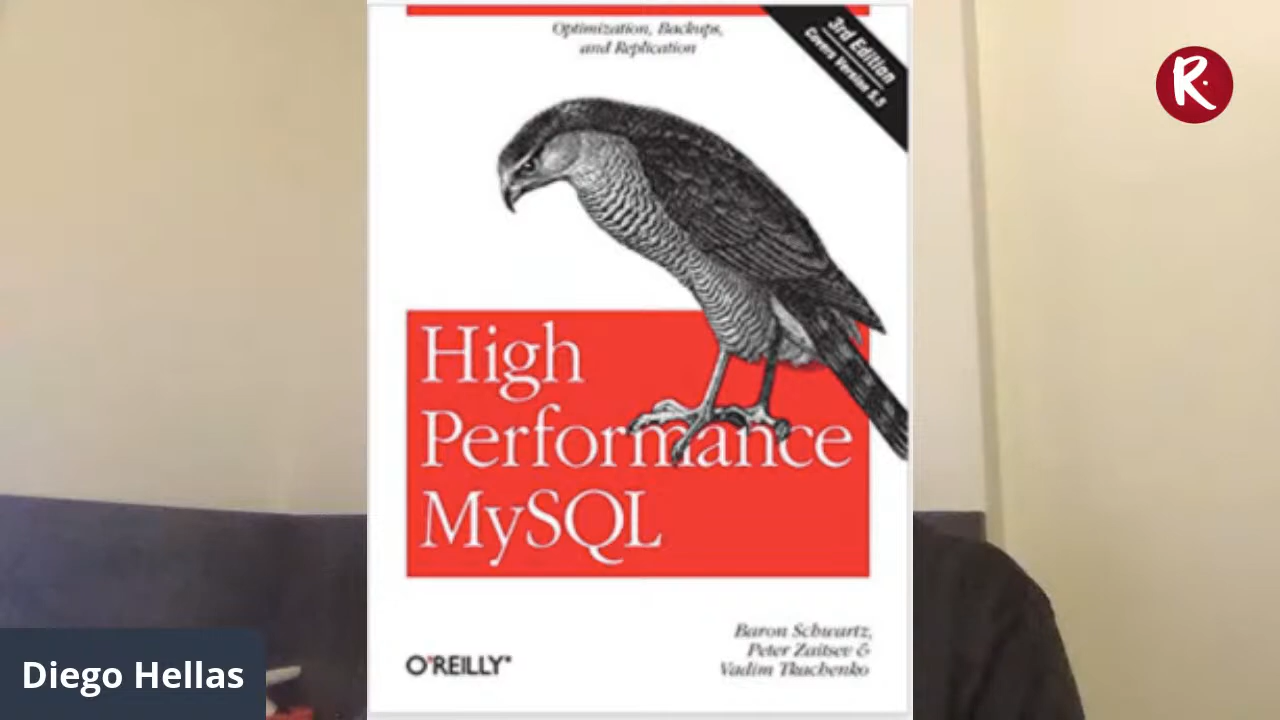 Optimization, Backups,
and Replication
3rd Edition
Covers Version 5.5
R.
High
Performance
MySQL
Baron Schwartz,
Peter Zaitsev &
Vadim Tkachenko
O'REILLY®
Diego Hellas